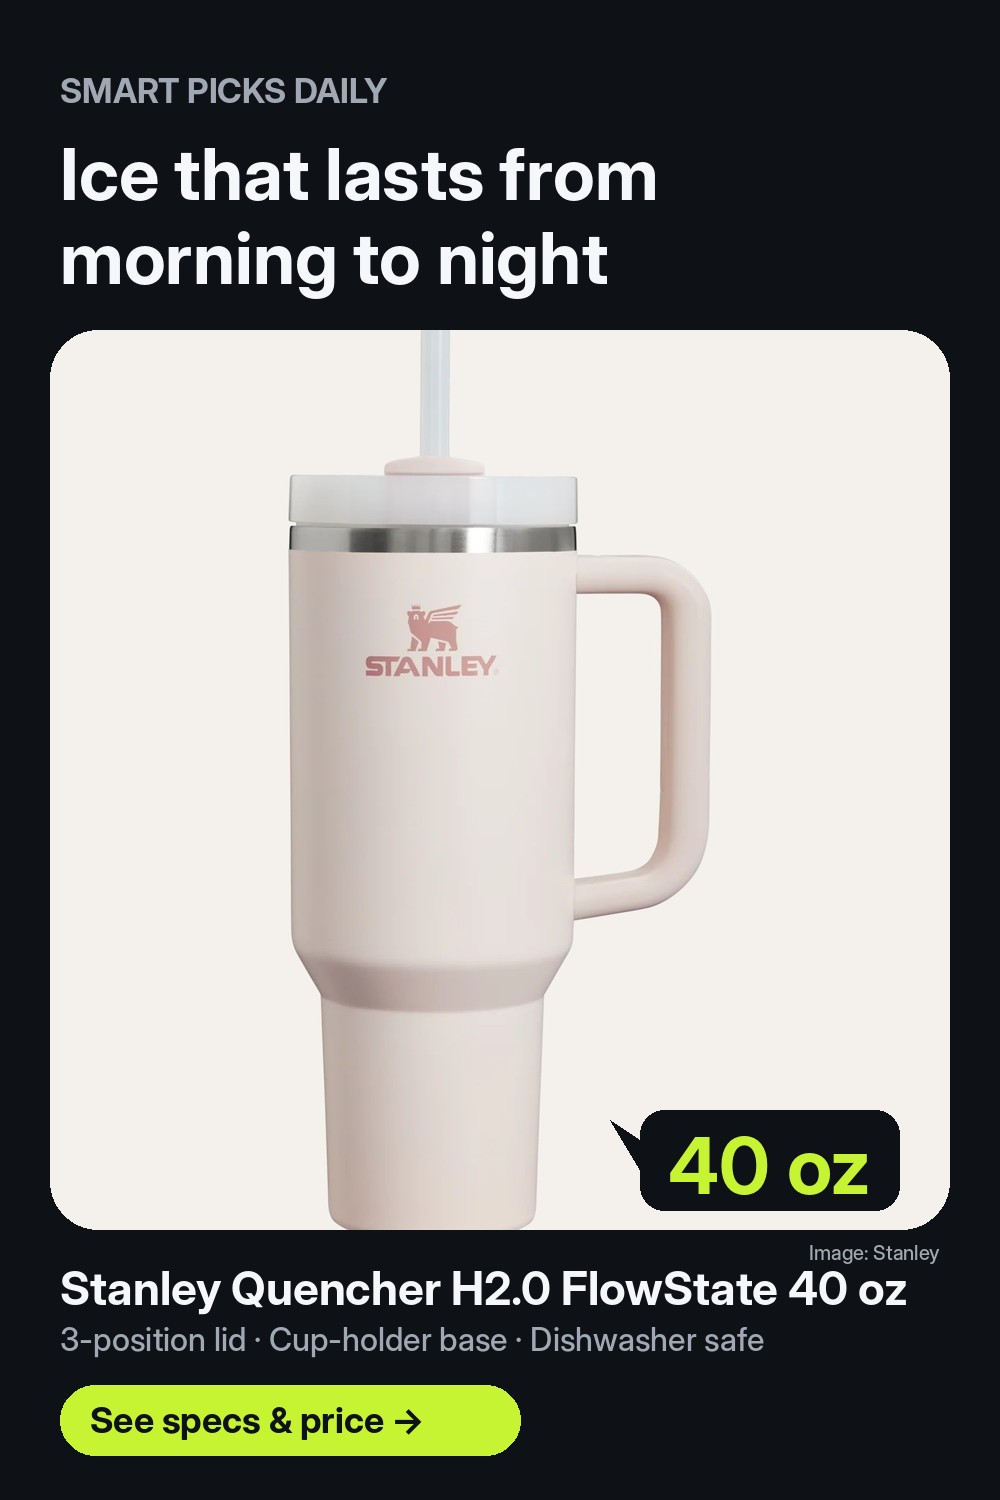 SMART PICKS DAILY
Ice that lasts from
morning to night
STANLEY
40 oz
Image: Stanley
Stanley Quencher H2.0 FlowState 40 oz
3-position lid · Cup-holder base · Dishwasher safe
See specs & price →